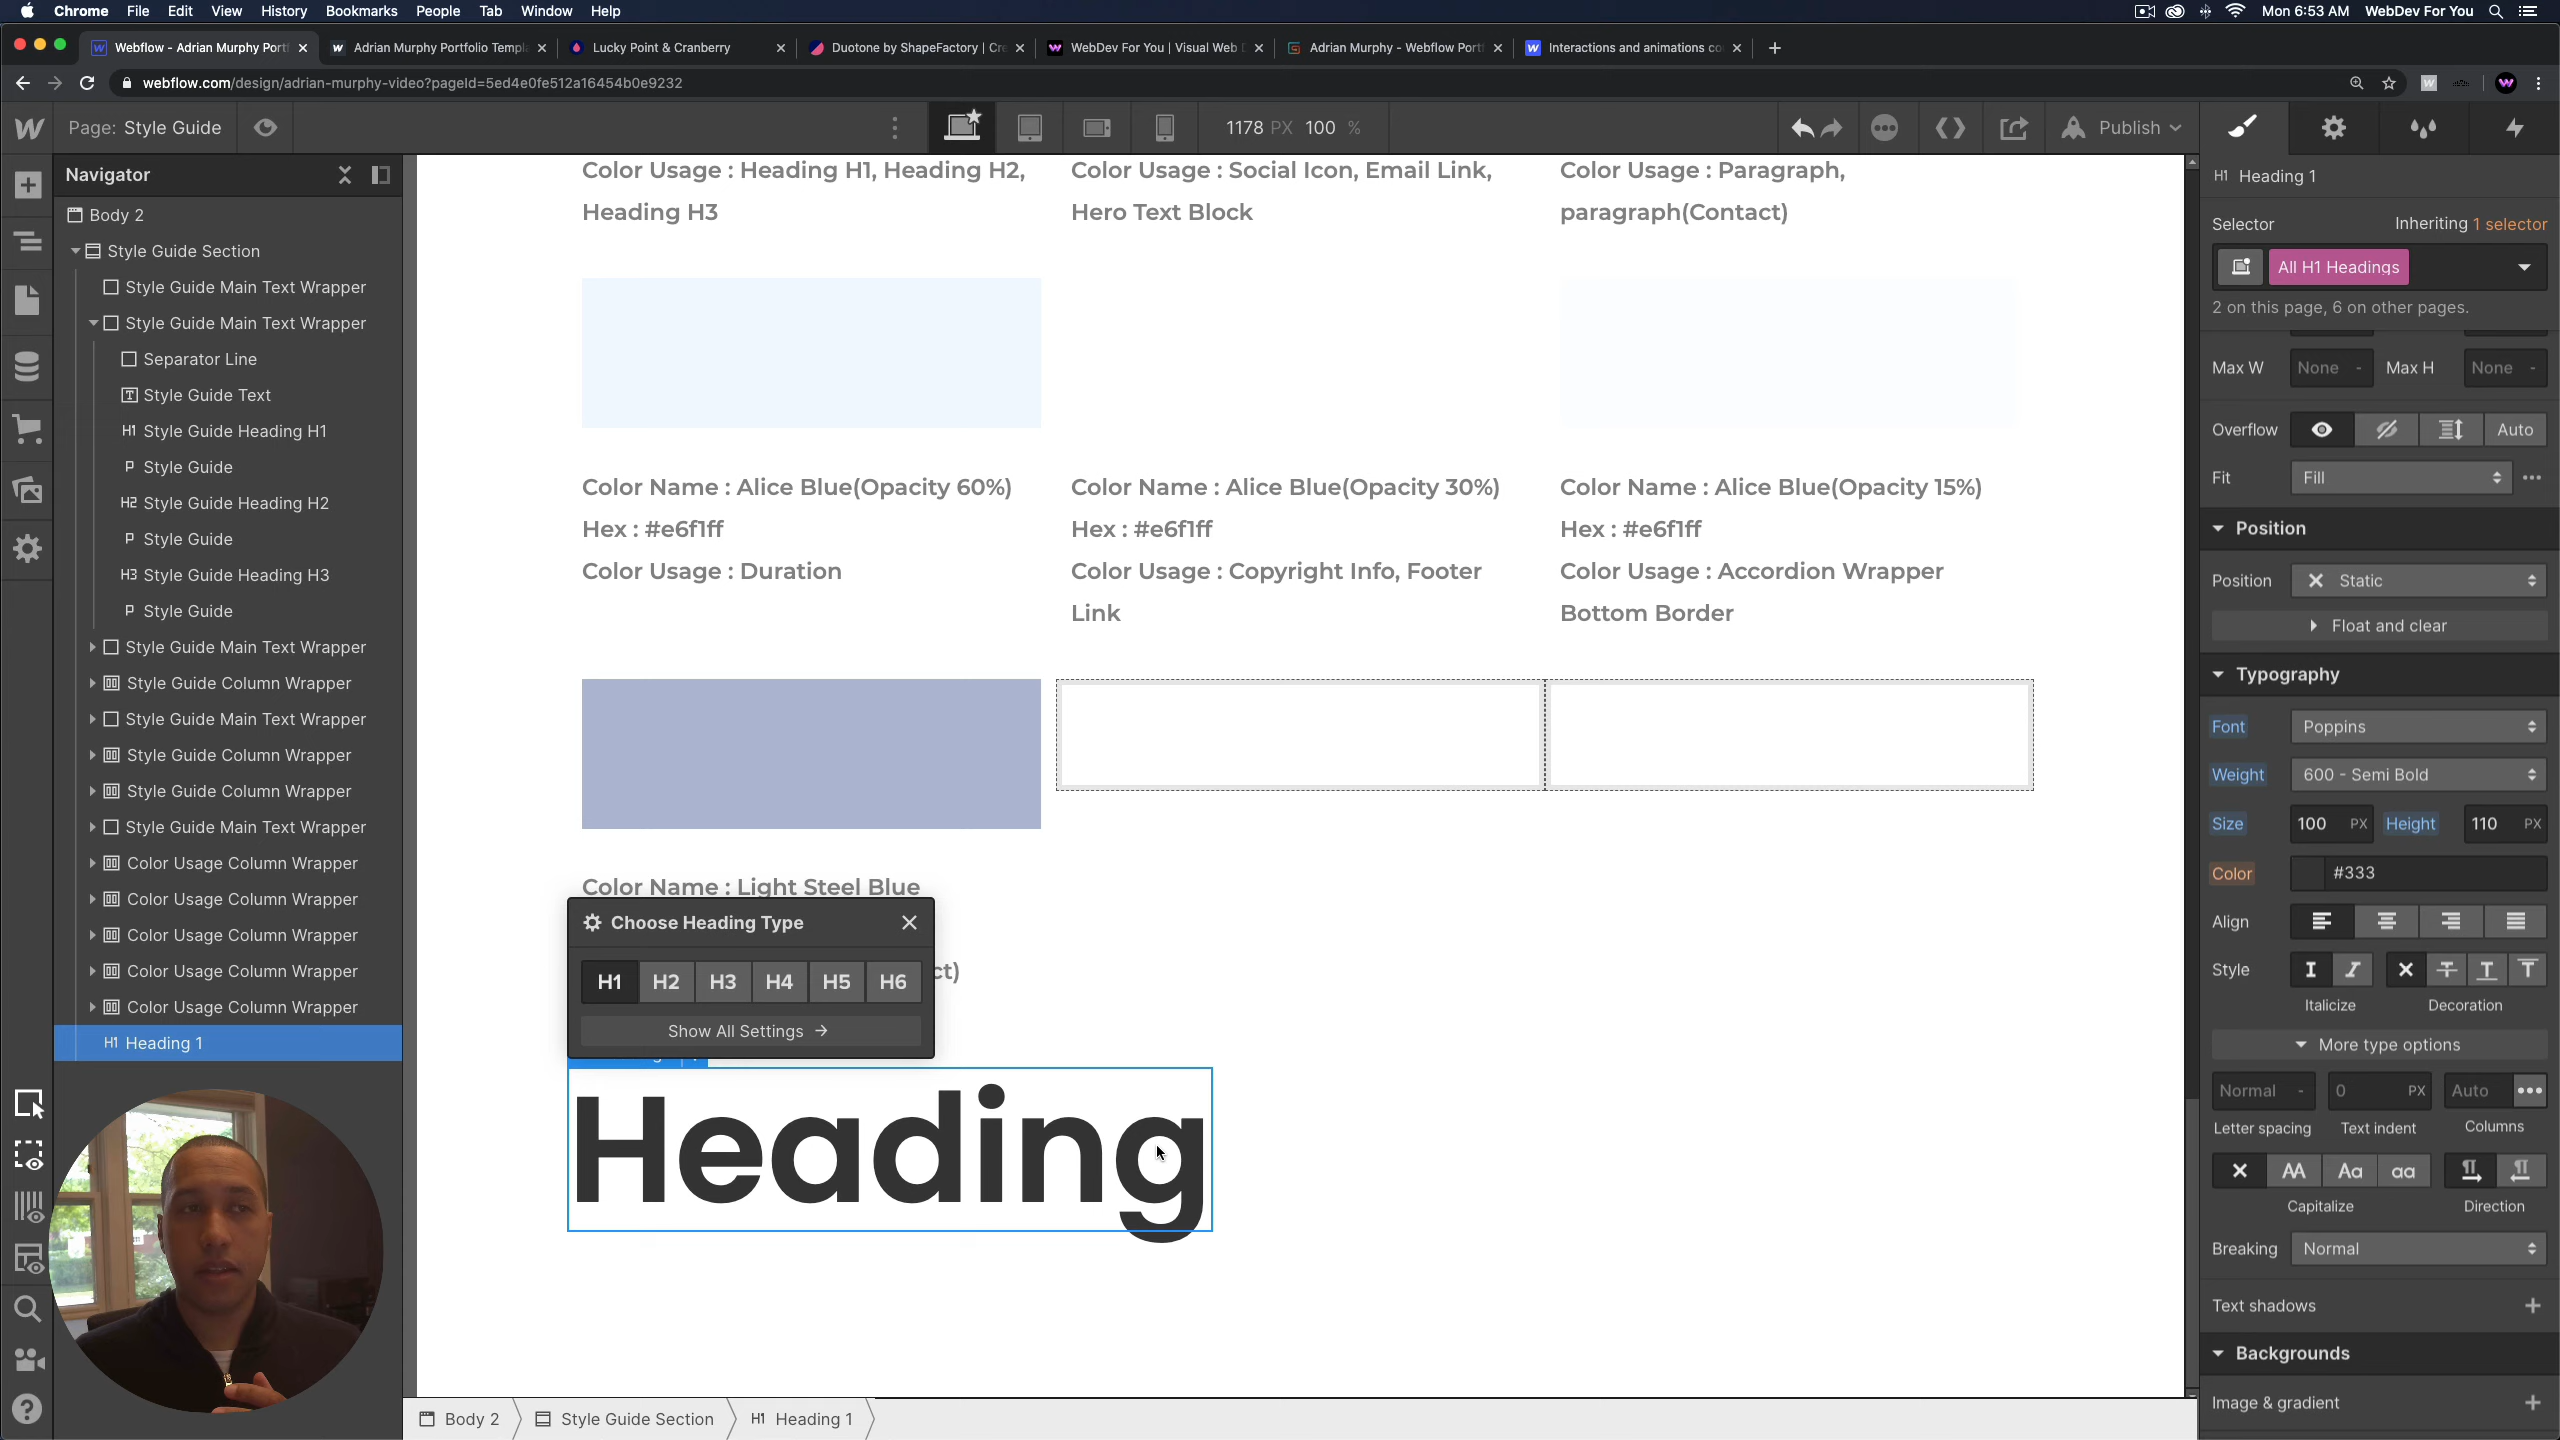 Chrome File Edit View History Bookmarks People Tab Window Help
Mon 6:53 AM WebDev For You
Webflow - Adrian Murphy Port
Adrian Murphy Portfolio Templ
Lucky Point & Cranberry
Duotone by ShapeFactory | Cre
WebDev For You | Visual Web D
Adrian Murphy - Webflow Port
Interactions and animations co
webflow.com/design/adrian-murphy-video?pageId=5ed4e0fe512a16454b0e9232
Page: Style Guide
1178 PX 100 %
Publish
Navigator
Body 2
Style Guide Section
Style Guide Main Text Wrapper
Style Guide Main Text Wrapper
Separator Line
Style Guide Text
H1 Style Guide Heading H1
P Style Guide
H2 Style Guide Heading H2
P Style Guide
H3 Style Guide Heading H3
P Style Guide
Style Guide Main Text Wrapper
Style Guide Column Wrapper
Style Guide Main Text Wrapper
Style Guide Column Wrapper
Style Guide Column Wrapper
Style Guide Main Text Wrapper
Color Usage Column Wrapper
Color Usage Column Wrapper
Color Usage Column Wrapper
Color Usage Column Wrapper
Color Usage Column Wrapper
H1 Heading 1
Color Usage : Heading H1, Heading H2,
Heading H3
Color Usage : Social Icon, Email Link,
Hero Text Block
Color Usage : Paragraph,
paragraph(Contact)
Color Name : Alice Blue(Opacity 60%)
Hex : #e6f1ff
Color Usage : Duration
Color Name : Alice Blue(Opacity 30%)
Hex : #e6f1ff
Color Usage : Copyright Info, Footer
Link
Color Name : Alice Blue(Opacity 15%)
Hex : #e6f1ff
Color Usage : Accordion Wrapper
Bottom Border
Color Name : Light Steel Blue
ct)
Choose Heading Type
H1 H2 H3 H4 H5 H6
Show All Settings
Heading
Body 2 Style Guide Section H1 Heading 1
H1 Heading 1
Selector Inheriting 1 selector
All H1 Headings
2 on this page, 6 on other pages.
Max W None - Max H None -
Overflow Auto
Fit Fill
Position
Position Static
Float and clear
Typography
Font Poppins
Weight 600 - Semi Bold
Size 100 PX Height 110 PX
Color #333
Align
Style
Italicize Decoration
More type options
Normal - 0 PX Auto
Letter spacing Text indent Columns
AA Aa aa
Capitalize Direction
Breaking Normal
Text shadows
Backgrounds
Image & gradient